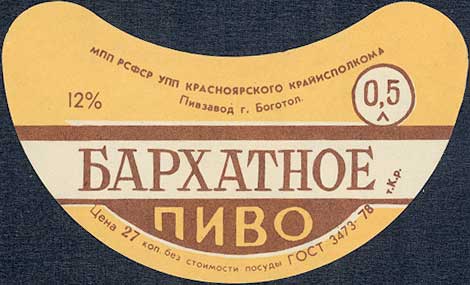 МПП РСФСР УПП КРАСНОЯРСКОГО КРАЙИСПОЛКОМА
Пивзавод г. Боготол.
12%
0,5 л
БАРХАТНОЕ
т.К.р.
ПИВО
Цена 27 коп. без стоимости посуды ГОСТ 3473-78